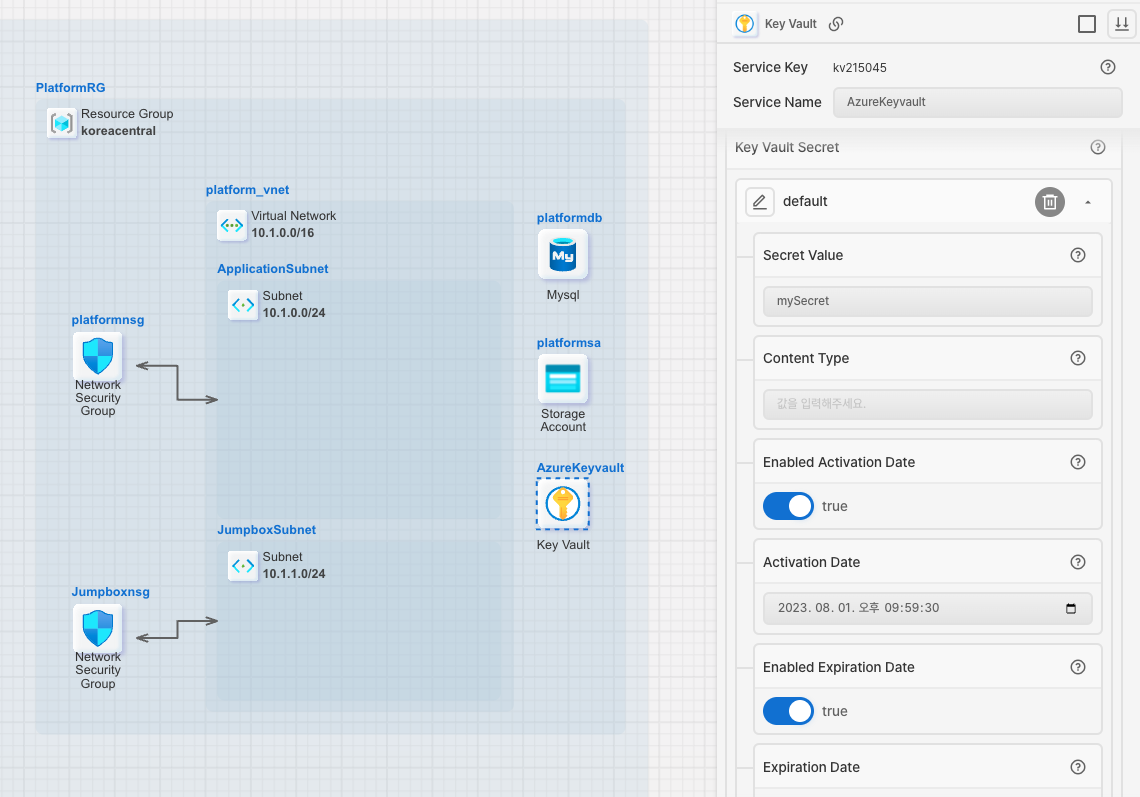 PlatformRG
Resource Group
koreacentral
platform_vnet
Virtual Network
10.1.0.0/16
ApplicationSubnet
Subnet
10.1.0.0/24
platformnsg
Network
Security
Group
JumpboxSubnet
Subnet
10.1.1.0/24
Jumpboxnsg
Network
Security
Group
platformdb
My
Mysql
platformsa
Storage
Account
AzureKeyvault
Key Vault
Key Vault
Service Key kv215045
Service Name AzureKeyvault
Key Vault Secret
default
Secret Value
mySecret
Content Type
값을 입력해주세요.
Enabled Activation Date
true
Activation Date
2023. 08. 01. 오후 09:59:30
Enabled Expiration Date
true
Expiration Date